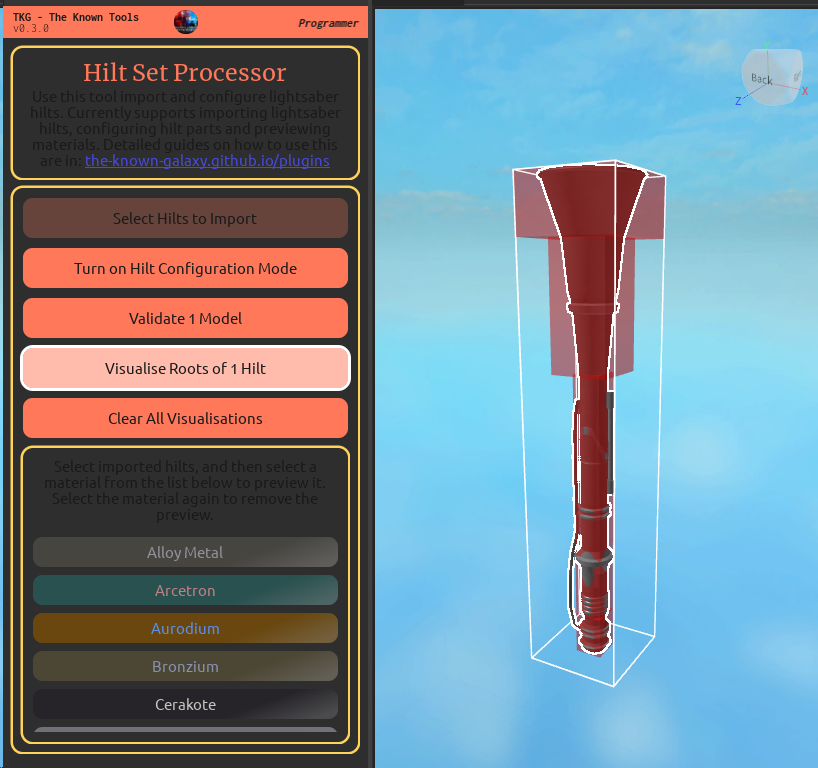 TKG - The Known Tools
v0.3.0
Programmer
Hilt Set Processor
Use this tool import and configure lightsaber
hilts. Currently supports importing lightsaber
hilts, configuring hilt parts and previewing
materials. Detailed guides on how to use this
are in: the-known-galaxy.github.io/plugins
Select Hilts to Import
Turn on Hilt Configuration Mode
Validate 1 Model
Visualise Roots of 1 Hilt
Clear All Visualisations
Select imported hilts, and then select a
material from the list below to preview it.
Select the material again to remove the
preview.
Alloy Metal
Arcetron
Aurodium
Bronzium
Cerakote
Back
Z
X